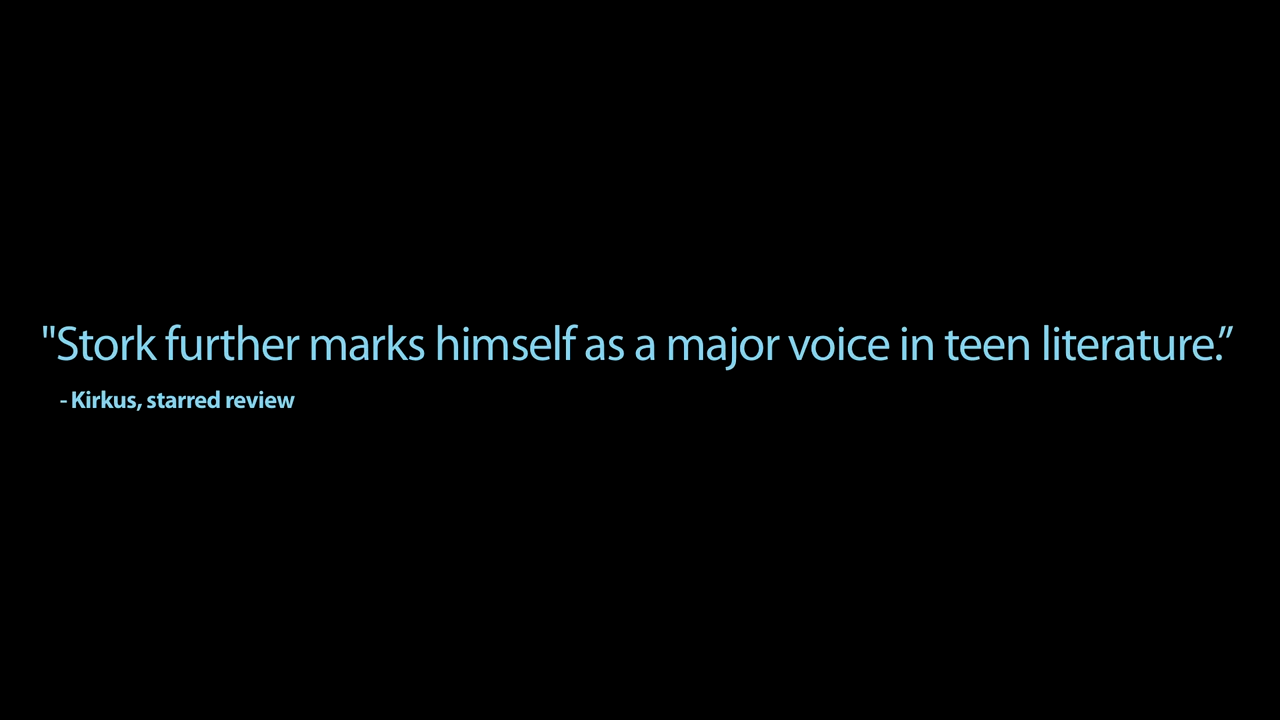 "Stork further marks himself as a major voice in teen literature.”
- Kirkus, starred review